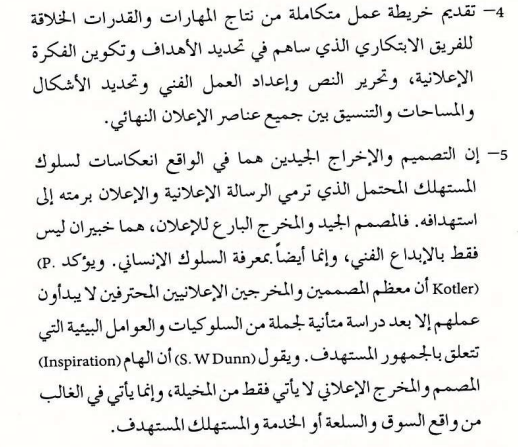 4– تقديم خريطة عمل متكاملة من نتاج المهارات والقدرات الخلاقة
للفريق الابتكاري الذي ساهم في تحديد الأهداف وتكوين الفكرة
الإعلانية، وتحرير النص وإعداد العمل الفني وتحديد الأشكال
والمساحات والتنسيق بين جميع عناصر الإعلان النهائي.
5– إن التصميم والإخراج الجيدين هما في الواقع انعكاسات لسلوك
المستهلك المحتمل الذي ترمي الرسالة الإعلانية والإعلان برمته إلى
استهدافه. فالمصمم الجيد والمخرج البارع للإعلان، هما خبيران ليس
فقط بالإبداع الفني، وإنما أيضاً بمعرفة السلوك الإنساني. ويؤكد (P.
Kotler) أن معظم المصممين والمخرجين الإعلانيين المحترفين لا يبدأون
عملهم إلا بعد دراسة متأنية لجملة من السلوكيات والعوامل البيئية التي
تتعلق بالجمهور المستهدف. ويقول (S. W Dunn) أن الهام (Inspiration)
المصمم والمخرج الإعلاني لا يأتي فقط من المخيلة، وإنما يأتي في الغالب
من واقع السوق والسلعة أو الخدمة والمستهلك المستهدف.